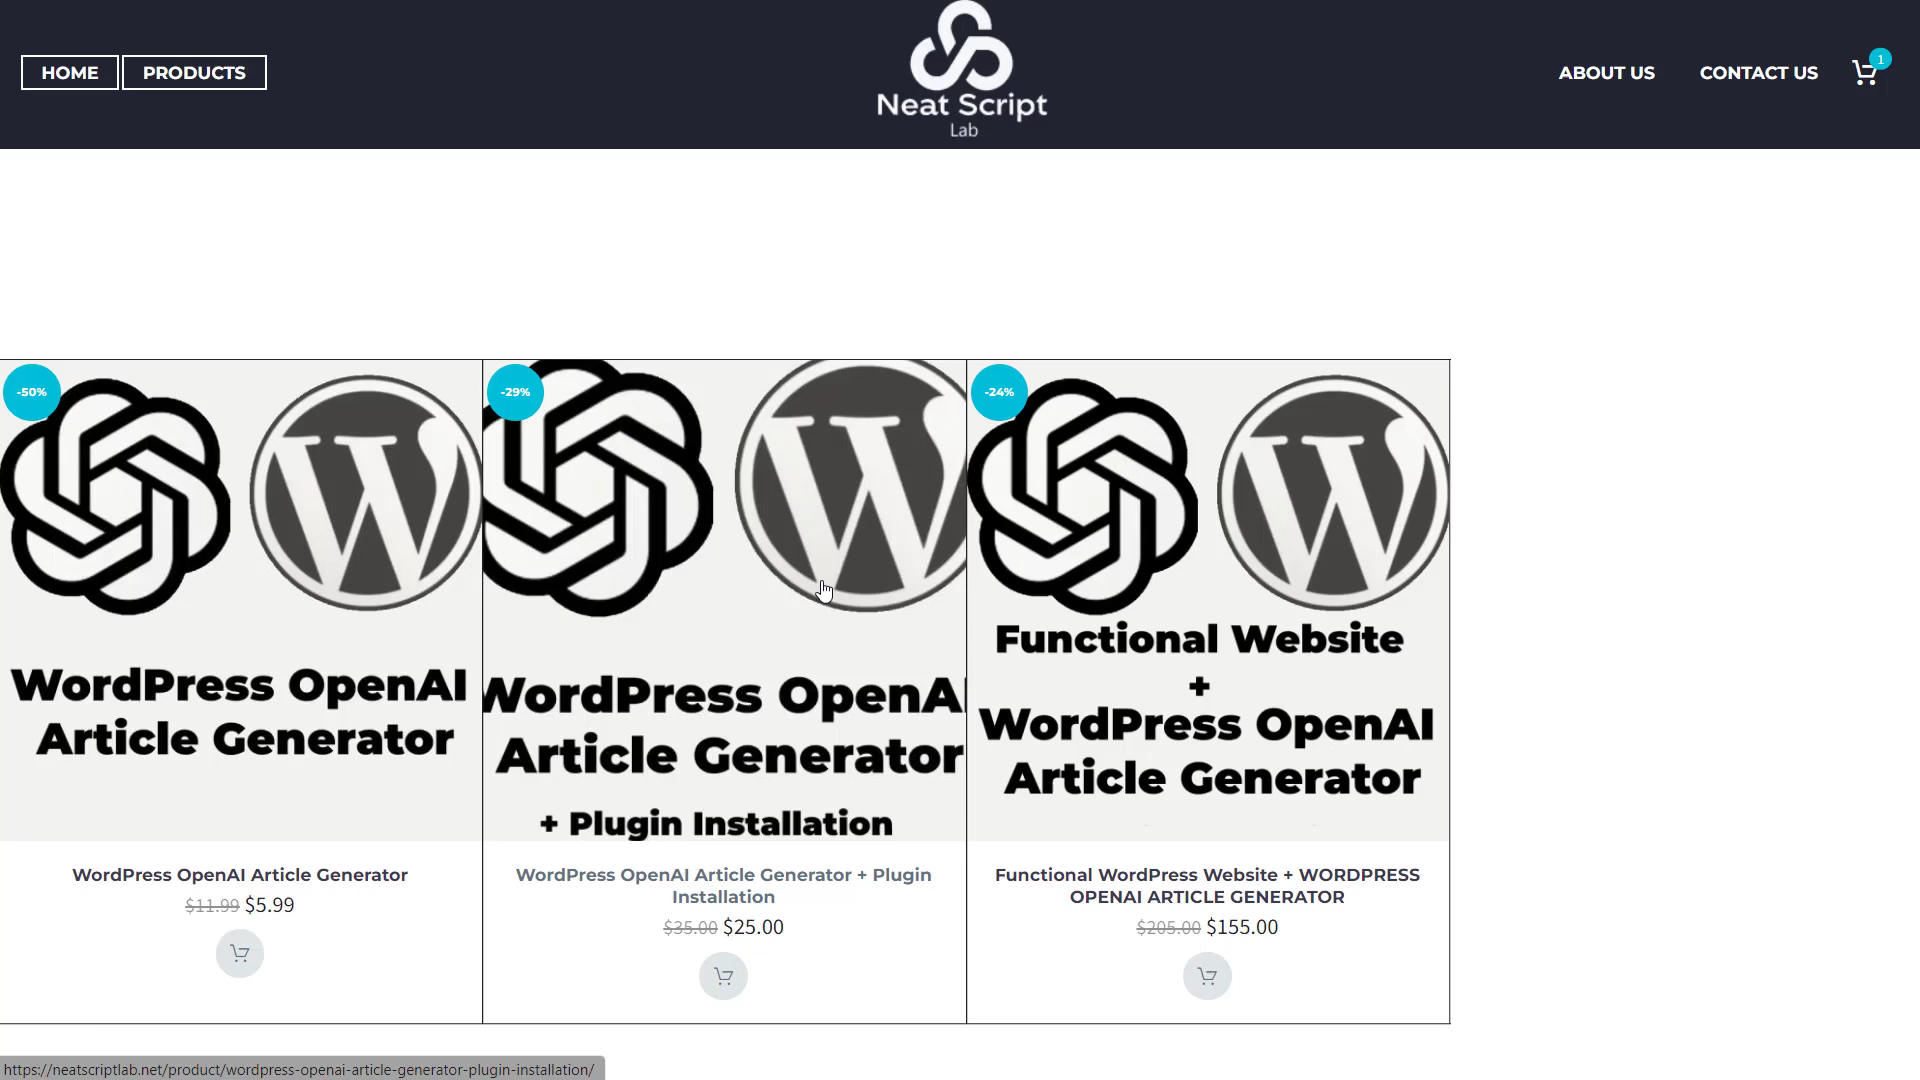 HOME
PRODUCTS
Neat Script
Lab
ABOUT US
CONTACT US
1
-50%
WordPress OpenAI
Article Generator
WordPress OpenAI Article Generator
$11.99 $5.99
-29%
WordPress OpenAI
Article Generator
+ Plugin Installation
WordPress OpenAI Article Generator + Plugin
Installation
$35.00 $25.00
-24%
Functional Website
+
WordPress OpenAI
Article Generator
Functional WordPress Website + WORDPRESS
OPENAI ARTICLE GENERATOR
$205.00 $155.00
https://neatscriptlab.net/product/wordpress-openai-article-generator-plugin-installation/